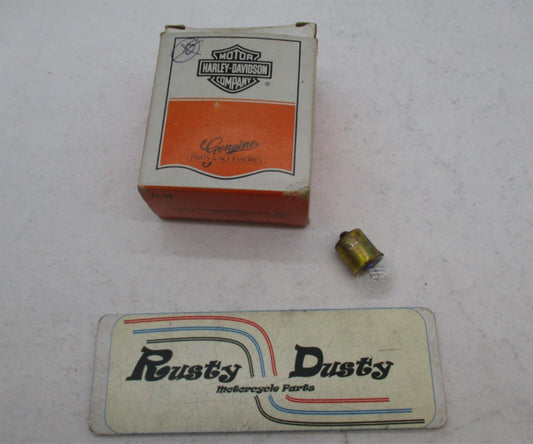 MOTOR
HARLEY-DAVIDSON
COMPANY
®
Genuine
PARTS & ACCESSORIES
Rusty Dusty
Motorcycle Parts